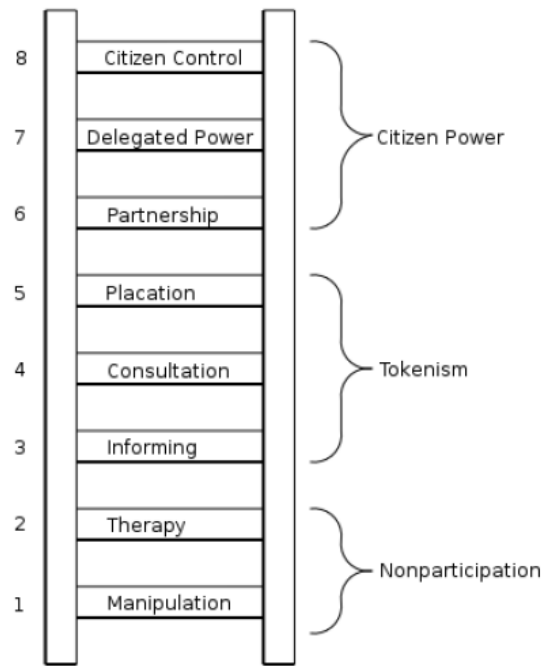 8 Citizen Control
7 Delegated Power Citizen Power
6 Partnership
5 Placation
4 Consultation Tokenism
3 Informing
2 Therapy
Nonparticipation
1 Manipulation